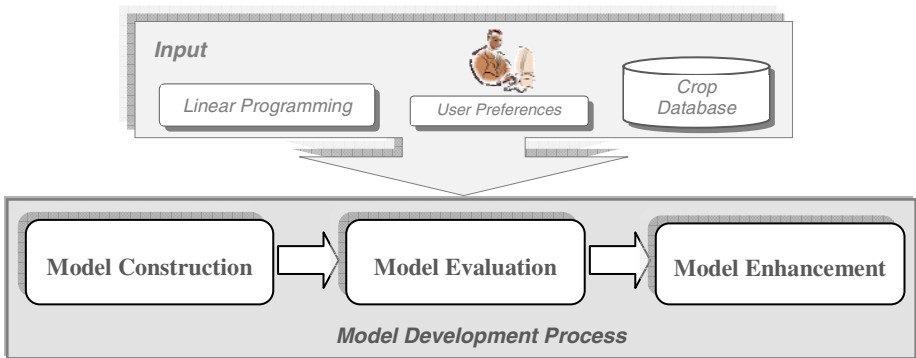 Input
Linear Programming
User Preferences
Crop
Database
Model Construction
Model Evaluation
Model Enhancement
Model Development Process